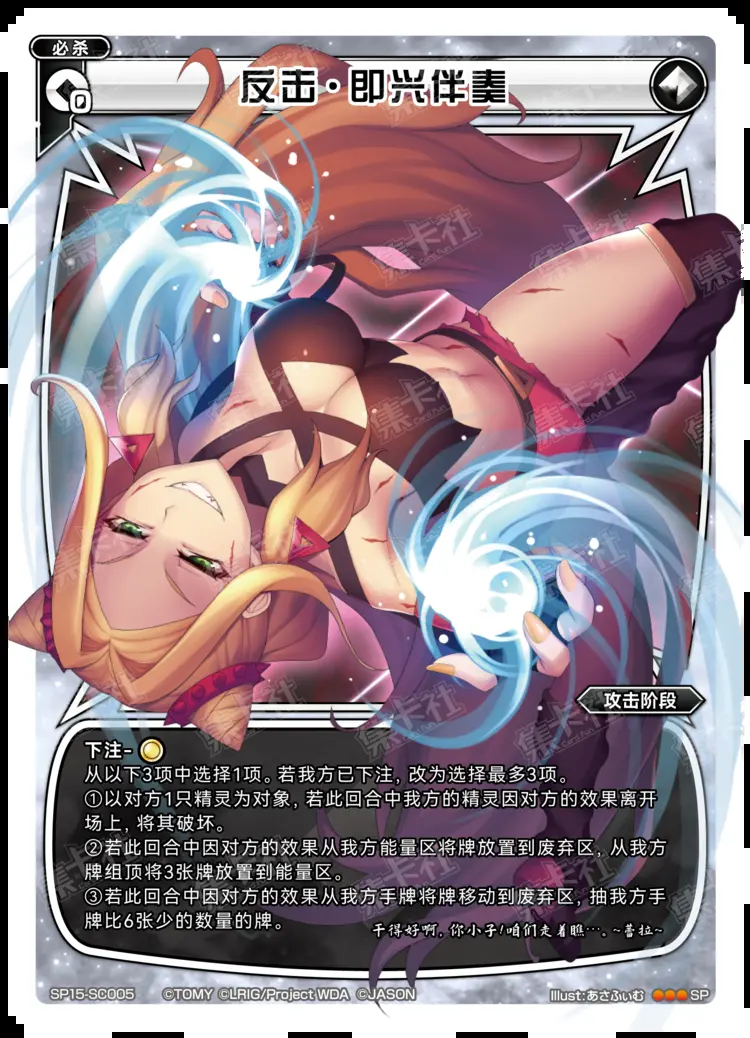 必杀
反击·即兴伴奏
0
攻击阶段
下注-
从以下3项中选择1项。若我方已下注, 改为选择最多3项。
①以对方1只精灵为对象, 若此回合中我方的精灵因对方的效果离开
场上, 将其破坏。
②若此回合中因对方的效果从我方能量区将牌放置到废弃区, 从我方
牌组顶将3张牌放置到能量区。
③若此回合中因对方的效果从我方手牌将牌移动到废弃区, 抽我方手
牌比6张少的数量的牌。
干得好啊, 你小子!咱们走着瞧…。~蕾拉~
SP15-SC005 ©TOMY ©LRIG/Project WDA ©JASON
Illust:あさふぃむ SP
集卡社